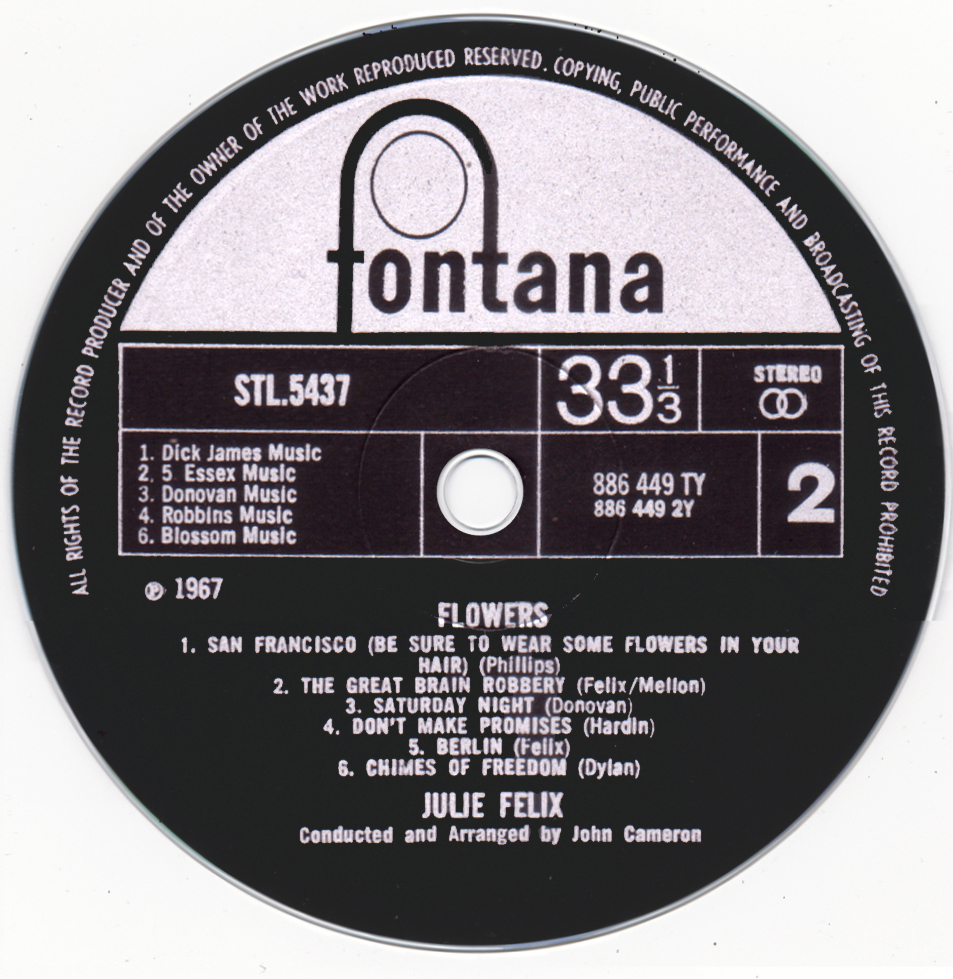 ALL RIGHTS OF THE RECORD PRODUCER AND OF THE OWNER OF THE WORK REPRODUCED RESERVED. COPYING, PUBLIC PERFORMANCE AND BROADCASTING OF THIS RECORD PROHIBITED
fontana
STL.5437
33 1/3
STEREO
1. Dick James Music
2. 5 Essex Music
3. Donovan Music
4. Robbins Music
6. Blossom Music
886 449 TY
886 449 2Y
2
℗ 1967
FLOWERS
1. SAN FRANCISCO (BE SURE TO WEAR SOME FLOWERS IN YOUR
HAIR) (Phillips)
2. THE GREAT BRAIN ROBBERY (Felix/Mellon)
3. SATURDAY NIGHT (Donovan)
4. DON'T MAKE PROMISES (Hardin)
5. BERLIN (Felix)
6. CHIMES OF FREEDOM (Dylan)
JULIE FELIX
Conducted and Arranged by John Cameron